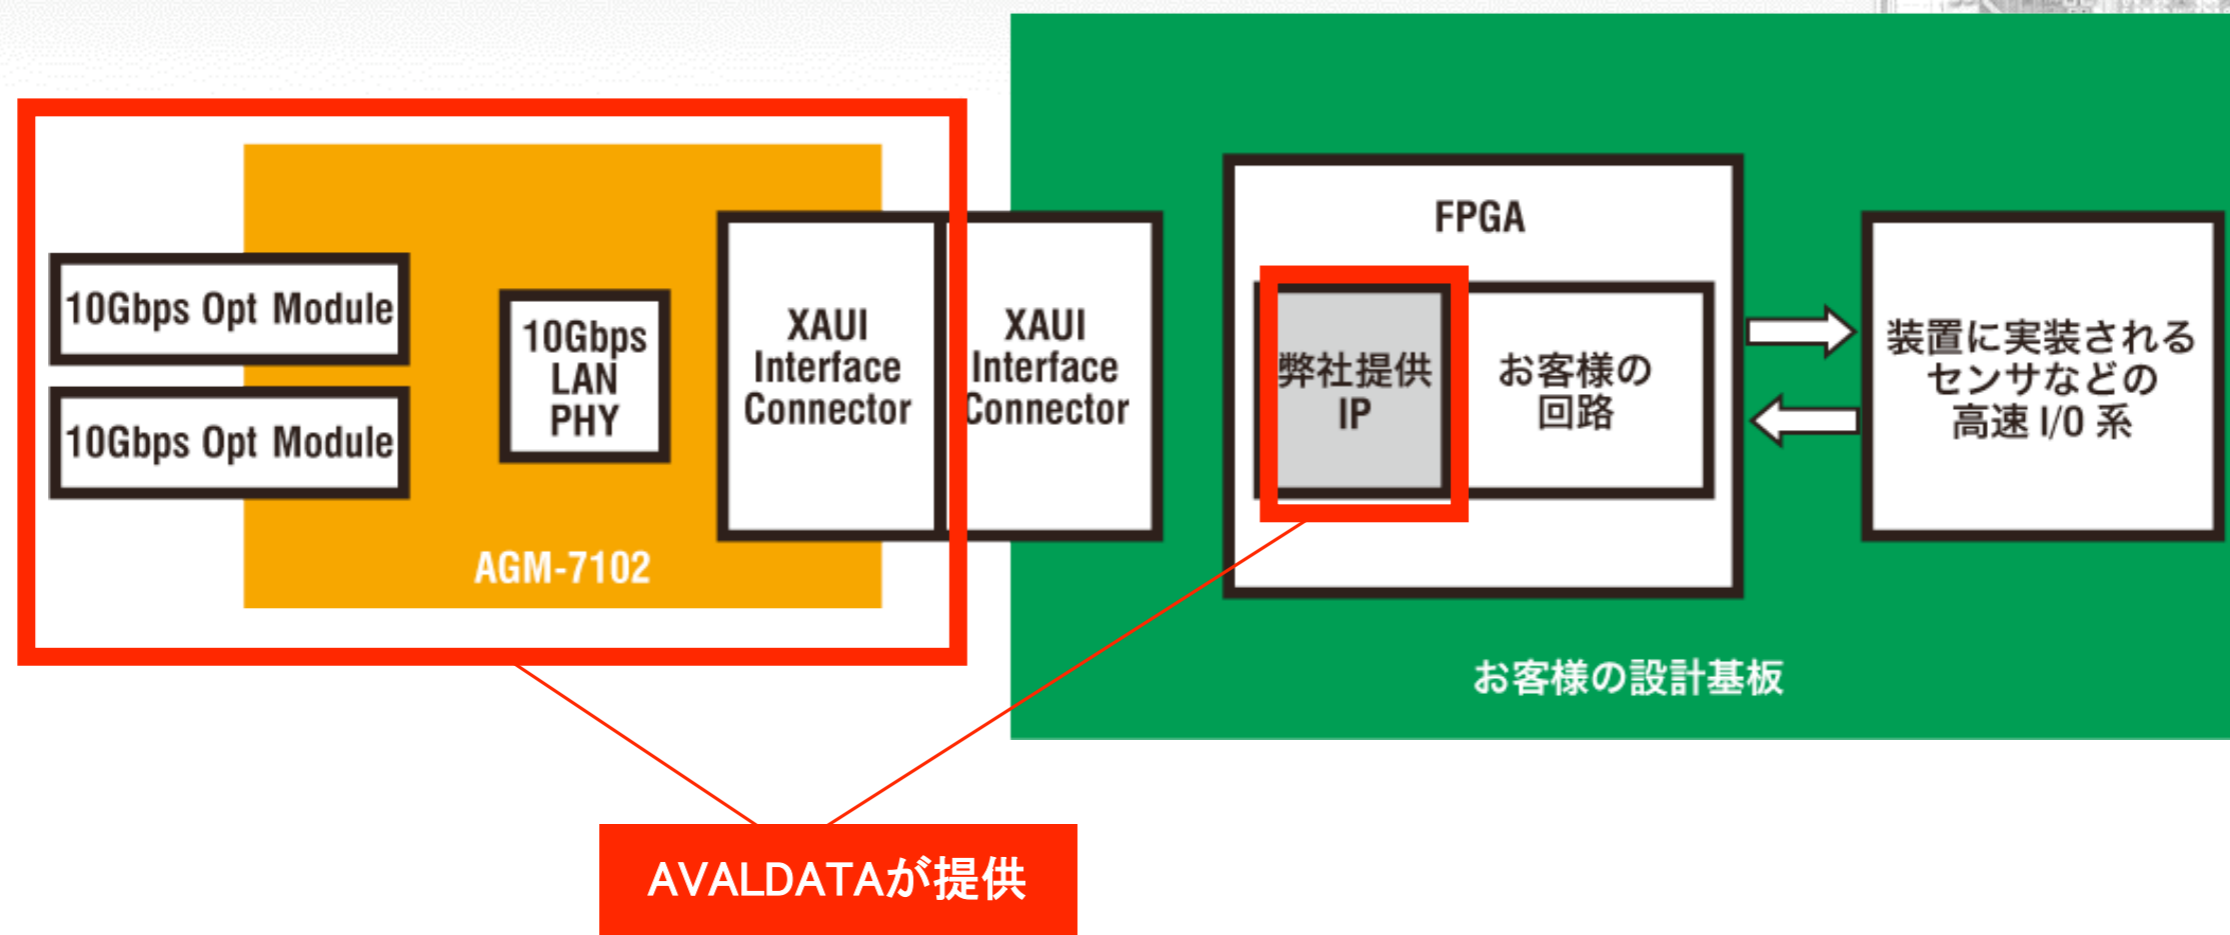 10Gbps Opt Module
10Gbps Opt Module
10Gbps
LAN
PHY
AGM-7102
XAUI
Interface
Connector
XAUI
Interface
Connector
FPGA
弊社提供
IP
お客様の
回路
装置に実装される
センサなどの
高速 I/O 系
お客様の設計基板
AVALDATAが提供